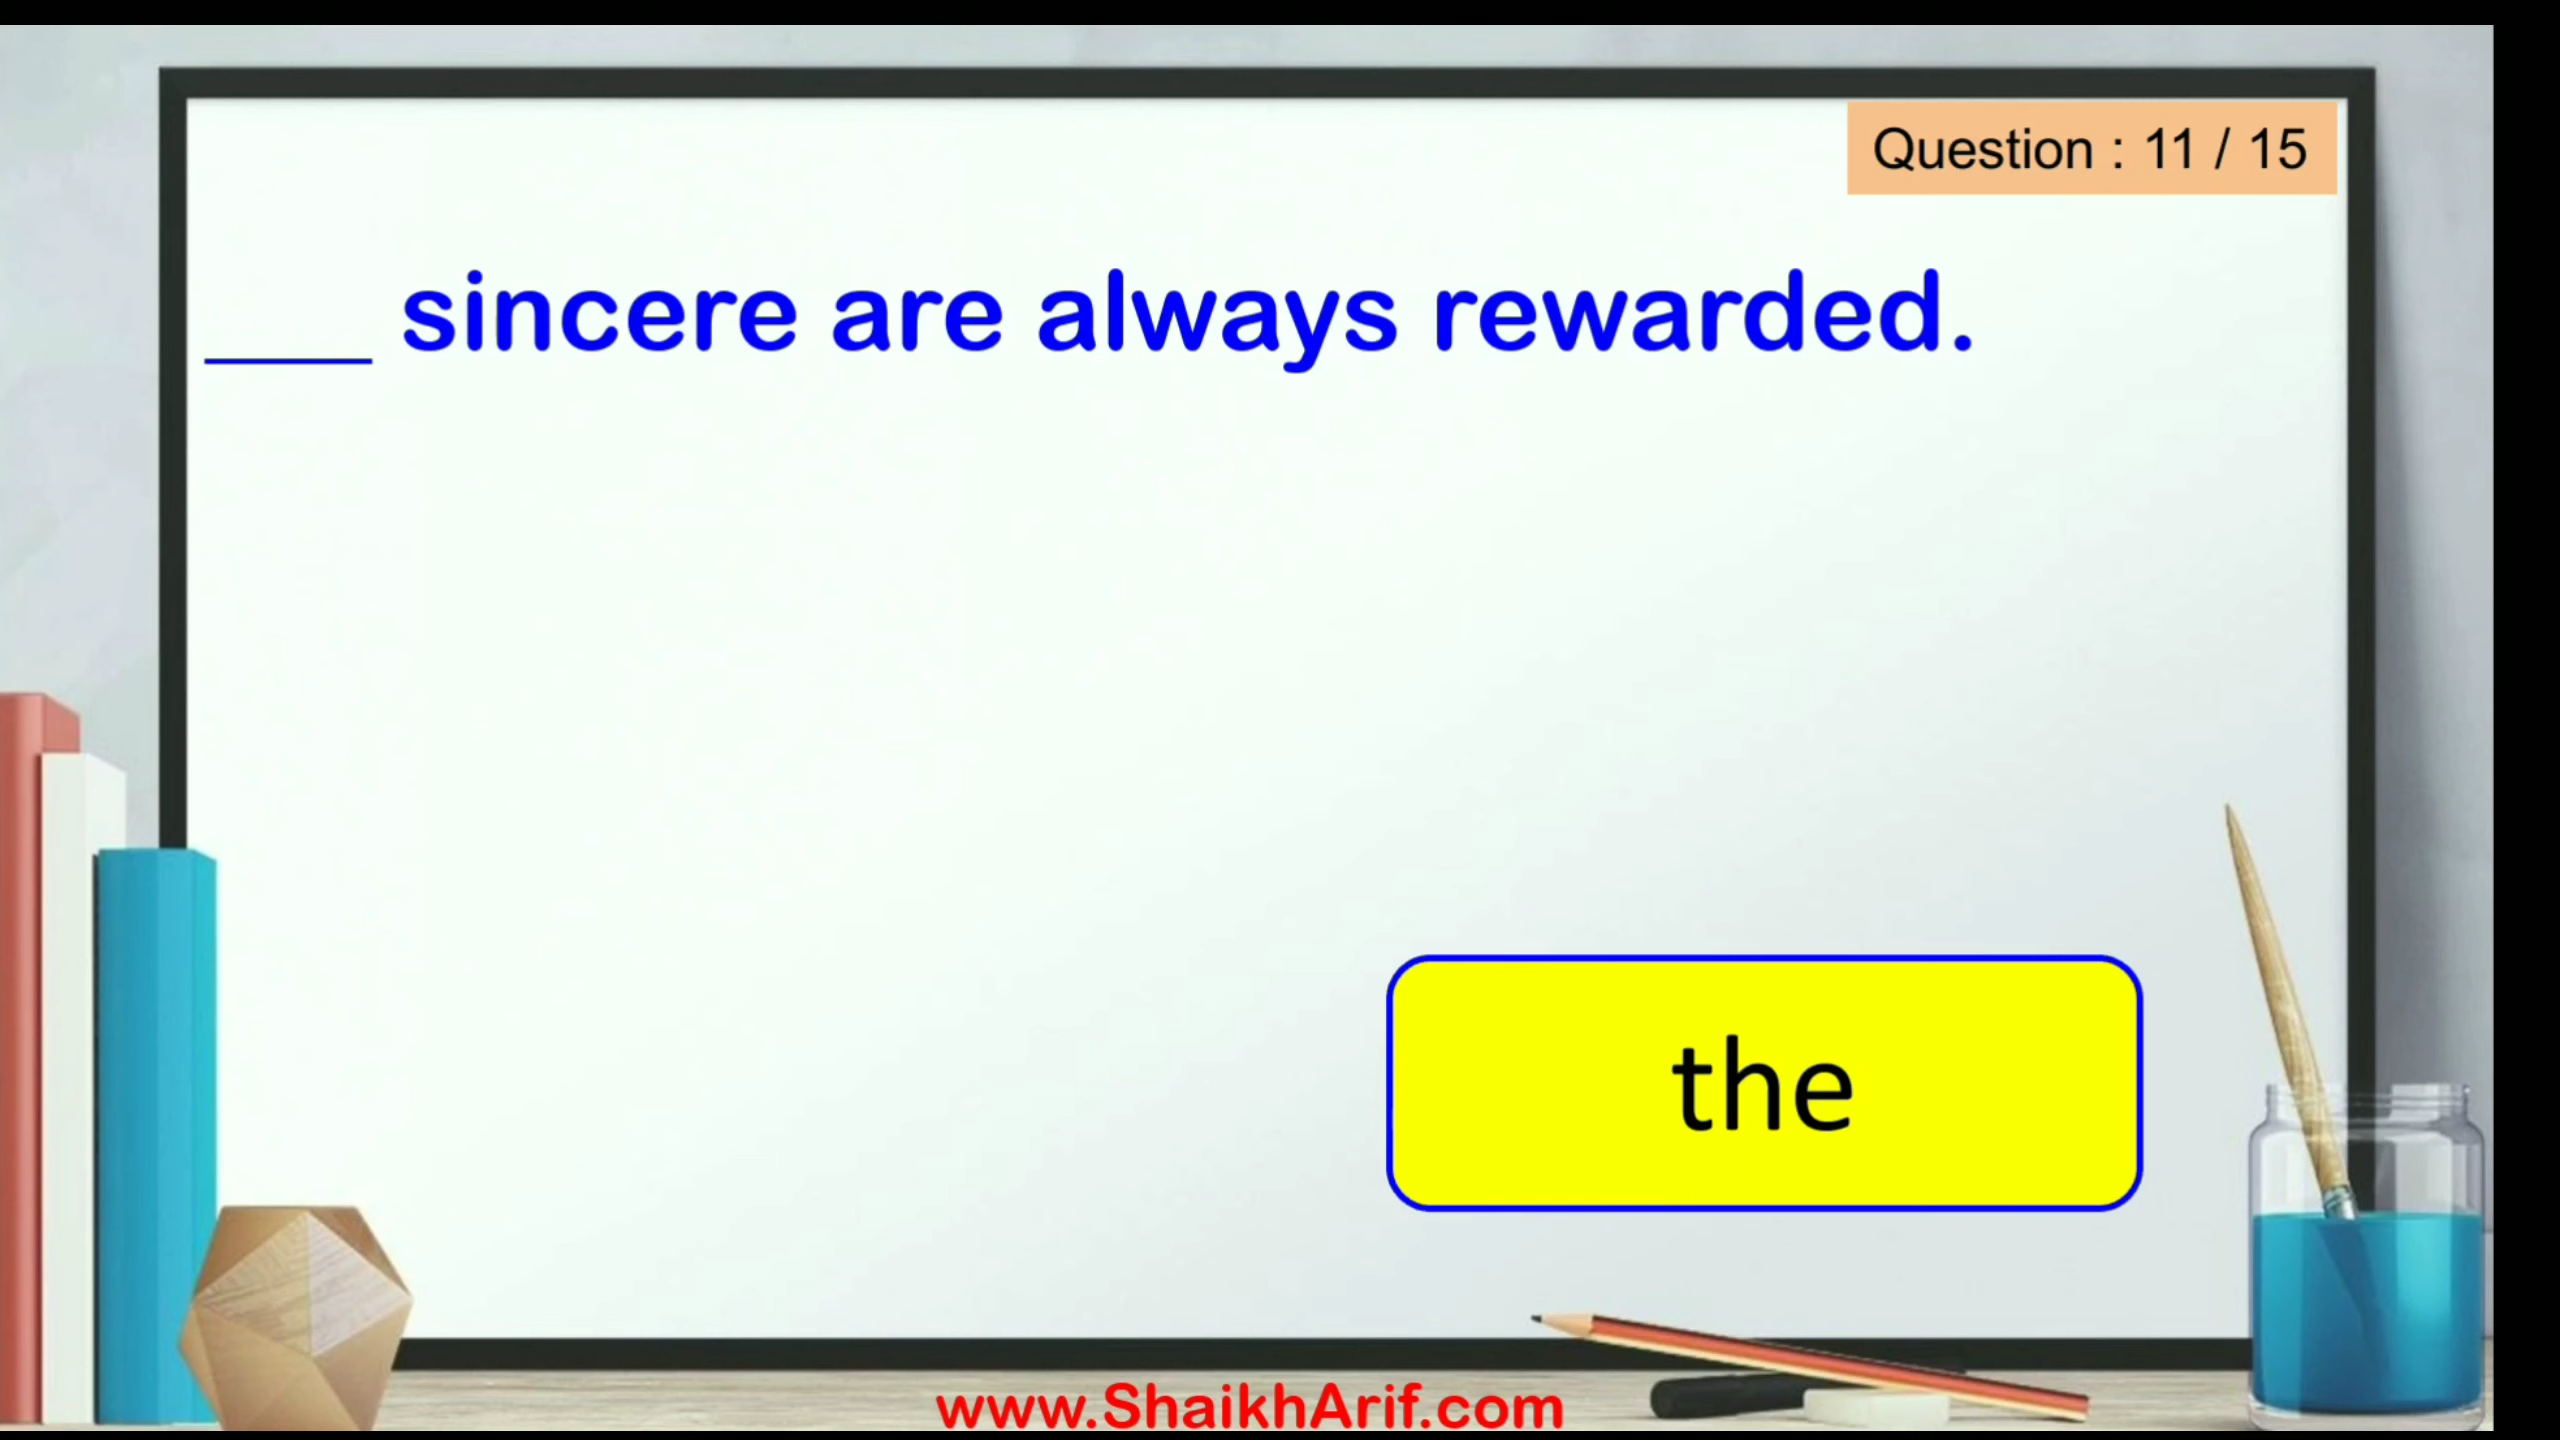 Question : 11 / 15
___ sincere are always rewarded.
the
www.ShaikhArif.com